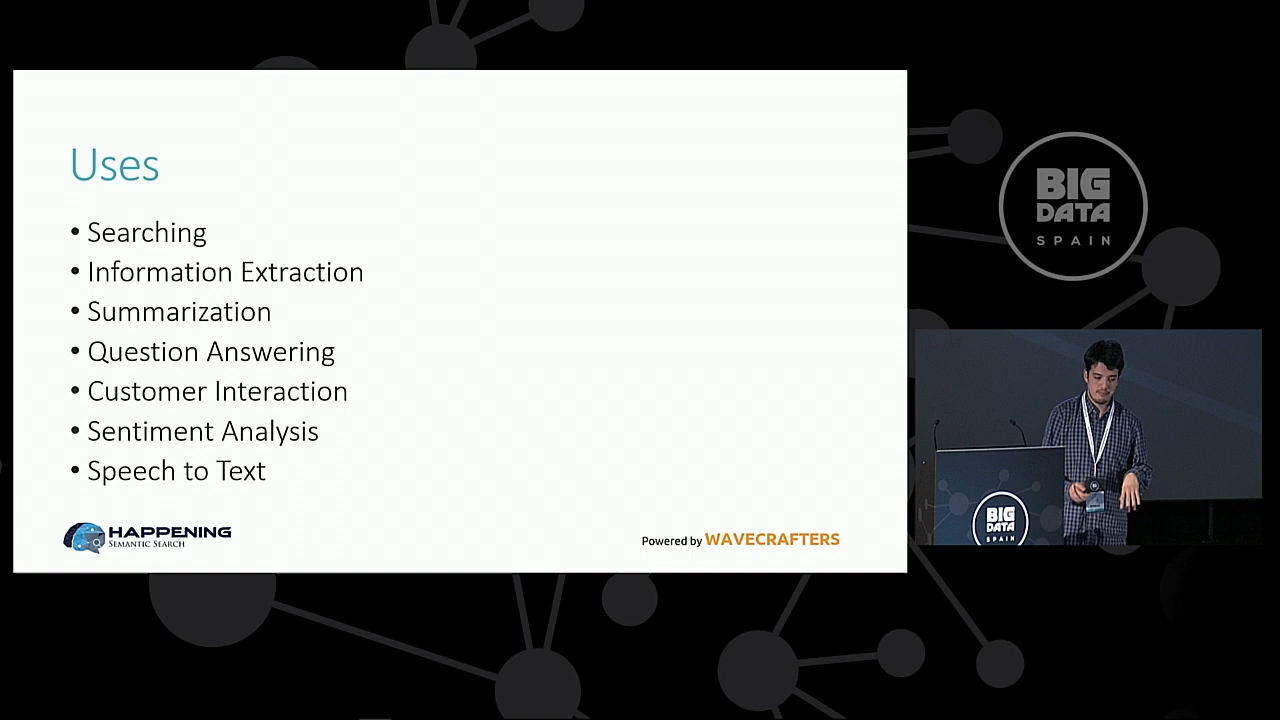 Uses
• Searching
• Information Extraction
• Summarization
• Question Answering
• Customer Interaction
• Sentiment Analysis
• Speech to Text
HAPPENING
SEMANTIC SEARCH
Powered by WAVECRAFTERS
BIG
DATA
SPAIN
BIG
DATA
SPAIN